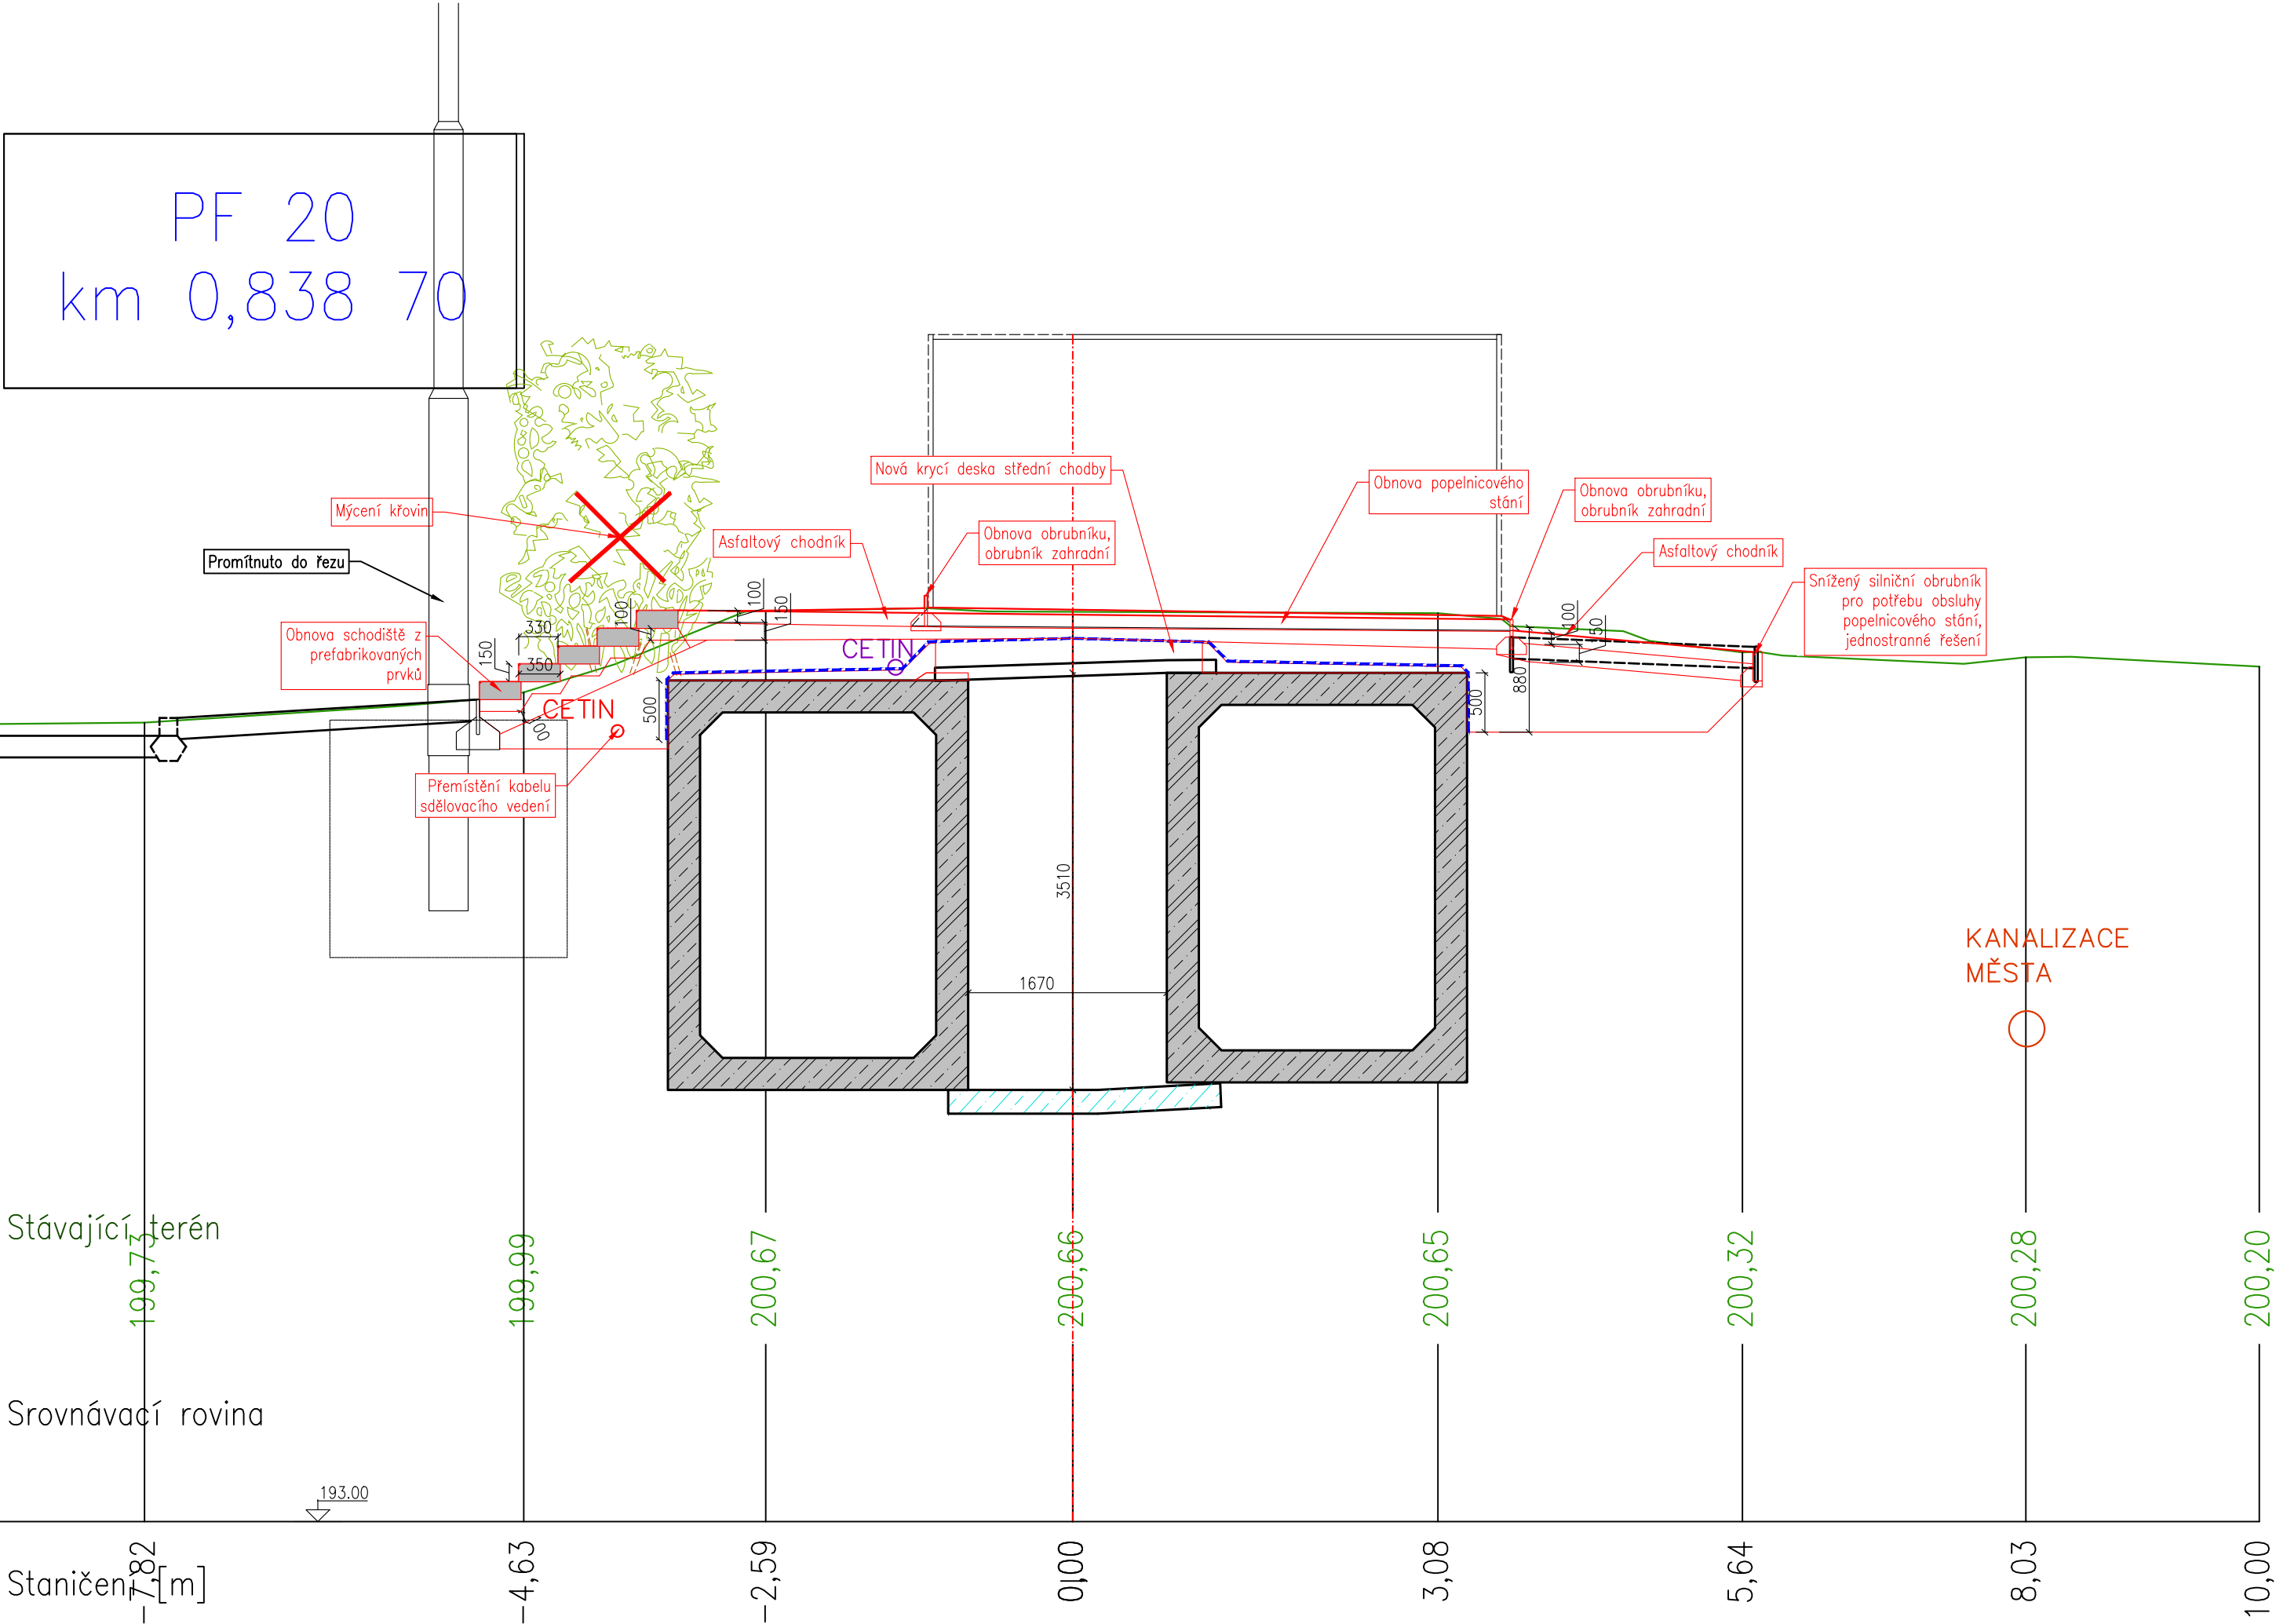 PF 20
km 0,838 70
Nová krycí deska střední chodby
Obnova popelnicového
stání
Obnova obrubníku,
obrubník zahradní
Mýcení křovin
Asfaltový chodník
Obnova obrubníku,
obrubník zahradní
Asfaltový chodník
Promítnuto do řezu
Snížený silniční obrubník
pro potřebu obsluhy
popelnicového stání,
jednostranné řešení
Obnova schodiště z
prefabrikovaných
prvků
150
330
350
100
100
150
CETIN
100
50
CETIN
500
500
880
Přemístění kabelu
sdělovacího vedení
3510
1670
KANALIZACE
MĚSTA
Stávající terén
199,73
199,99
200,67
200,66
200,65
200,32
200,28
200,20
Srovnávací rovina
193.00
Staničení [m]
-7,82
-4,63
-2,59
0,00
3,08
5,64
8,03
10,00